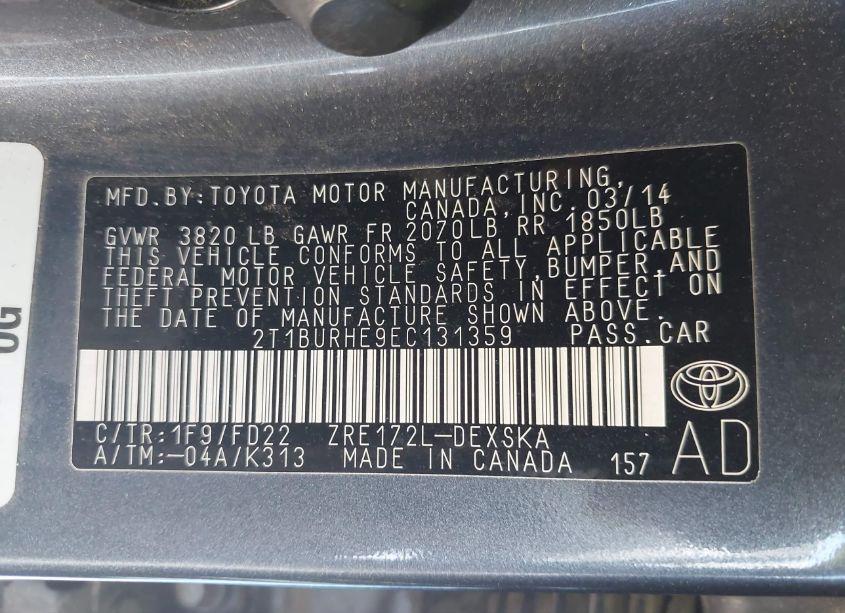 MFD.BY:TOYOTA MOTOR MANUFACTURING,
CANADA, INC. 03/14
GVWR 3820 LB GAWR FR 2070LB RR 1850LB
THIS VEHICLE CONFORMS TO ALL APPLICABLE
FEDERAL MOTOR VEHICLE SAFETY,BUMPER,AND
THEFT PREVENTION STANDARDS IN EFFECT ON
THE DATE OF MANUFACTURE SHOWN ABOVE.
2T1BURHE9EC131359 PASS.CAR
C/TR:1F9/FD22 ZRE172L-DEXSKA
A/TM:-04A/K313 MADE IN CANADA 157
AD